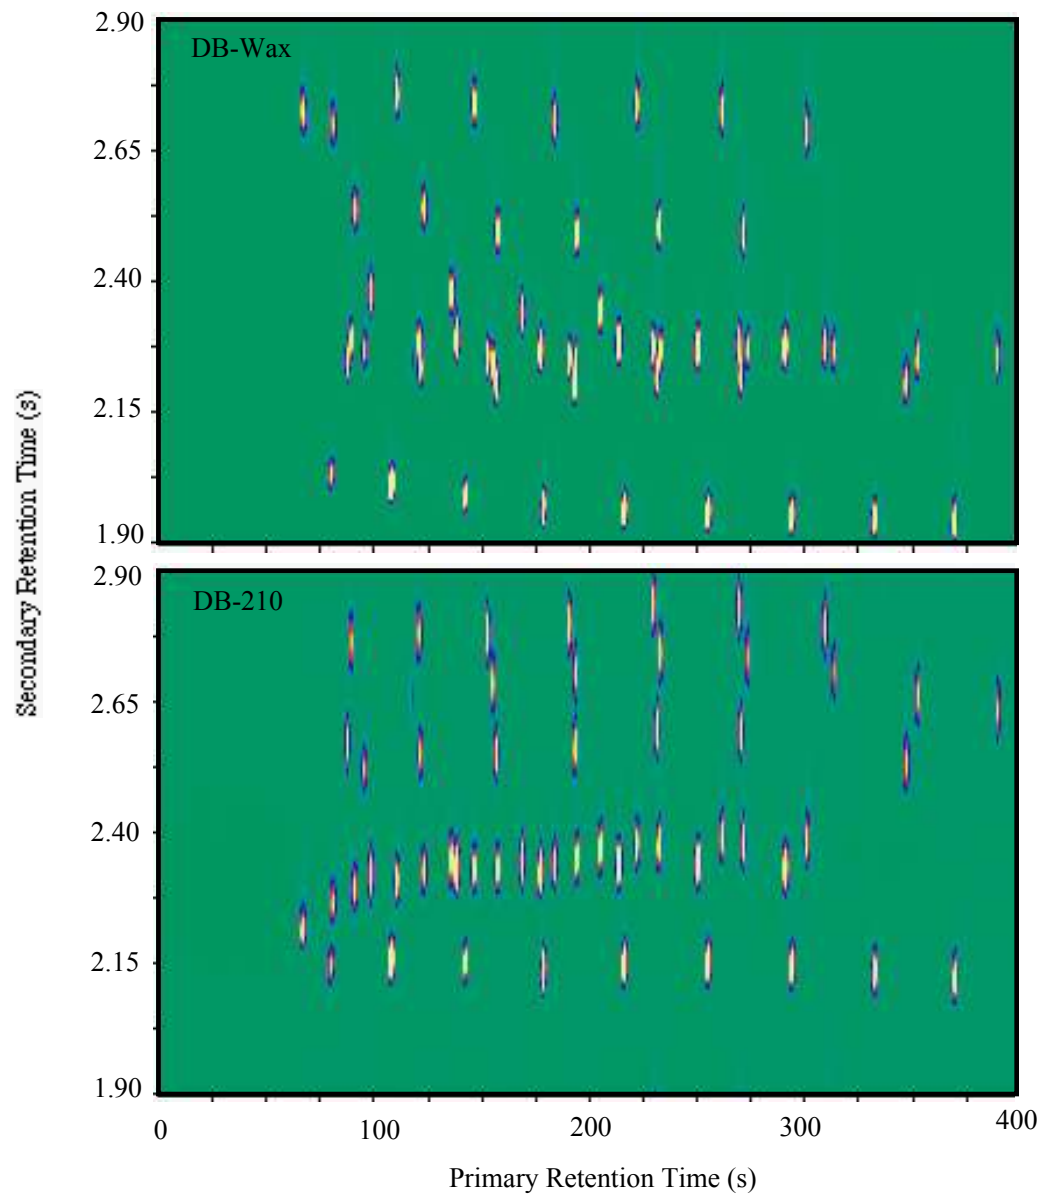 2.90
DB-Wax
2.65
2.40
2.15
1.90
Secondary Retention Time (s)
2.90
DB-210
2.65
2.40
2.15
1.90
0 100 200 300 400
Primary Retention Time (s)